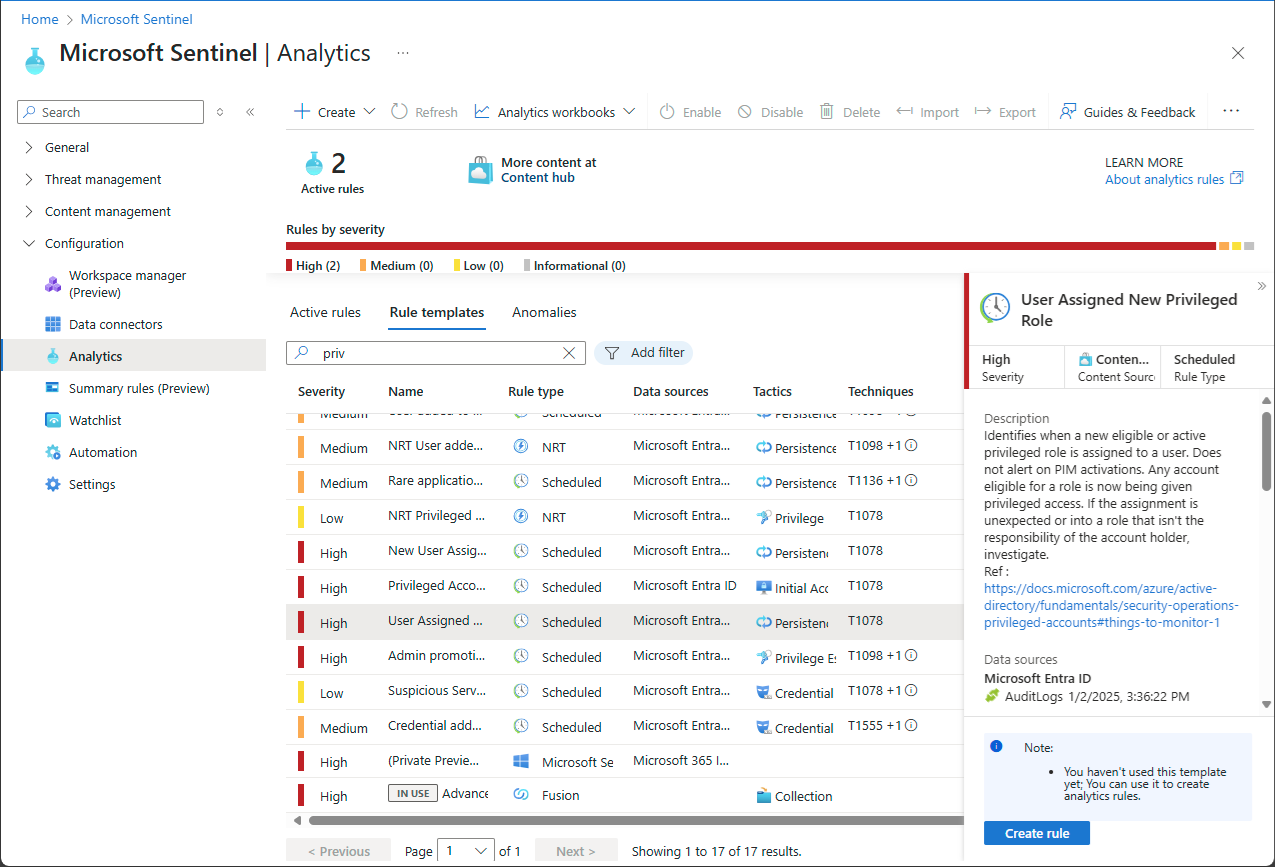 Home > Microsoft Sentinel
Microsoft Sentinel | Analytics ...
Search
General
Threat management
Content management
Configuration
Workspace manager
(Preview)
Data connectors
Analytics
Summary rules (Preview)
Watchlist
Automation
Settings
+ Create Refresh Analytics workbooks Enable Disable Delete Import Export Guides & Feedback ...
2
Active rules
More content at
Content hub
LEARN MORE
About analytics rules
Rules by severity
High (2) Medium (0) Low (0) Informational (0)
Active rules Rule templates Anomalies
priv Add filter
Severity Name Rule type Data sources Tactics Techniques
Medium User added to ... Scheduled Microsoft Entra... Persistence
Medium NRT User adde... NRT Microsoft Entra... Persistence T1098 +1
Medium Rare applicatio... Scheduled Microsoft Entra... Persistence T1136 +1
Low NRT Privileged ... NRT Microsoft Entra... Privilege T1078
High New User Assig... Scheduled Microsoft Entra... Persisten T1078
High Privileged Acco... Scheduled Microsoft Entra ID Initial Acc T1078
High User Assigned ... Scheduled Microsoft Entra... Persisten T1078
High Admin promoti... Scheduled Microsoft Entra... Privilege Es T1098 +1
Low Suspicious Serv... Scheduled Microsoft Entra... Credential T1078 +1
Medium Credential add... Scheduled Microsoft Entra... Credential T1555 +1
High (Private Previe... Microsoft Se Microsoft 365 I...
High IN USE Advance Fusion Collection
< Previous Page 1 of 1 Next > Showing 1 to 17 of 17 results.
User Assigned New Privileged
Role
High Conten... Scheduled
Severity Content Sourc Rule Type
Description
Identifies when a new eligible or active
privileged role is assigned to a user. Does
not alert on PIM activations. Any account
eligible for a role is now being given
privileged access. If the assignment is
unexpected or into a role that isn't the
responsibility of the account holder,
investigate.
Ref :
https://docs.microsoft.com/azure/active-
directory/fundamentals/security-operations-
privileged-accounts#things-to-monitor-1
Data sources
Microsoft Entra ID
AuditLogs 1/2/2025, 3:36:22 PM
Note:
• You haven't used this template
yet; You can use it to create
analytics rules.
Create rule